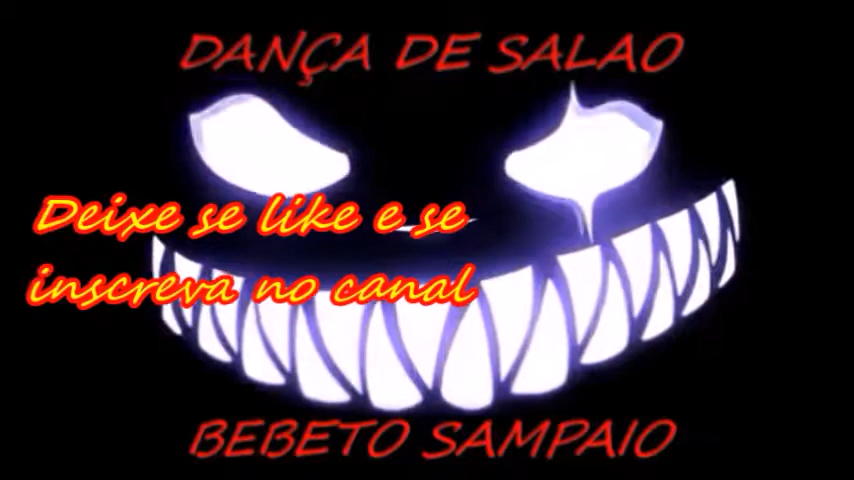 DANÇA DE SALAO
Deixe se like e se
inscreva no canal
BEBETO SAMPAIO